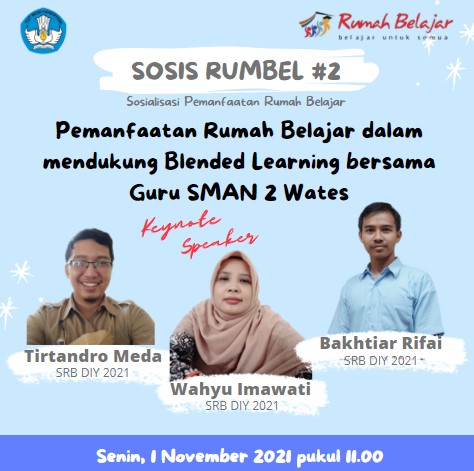 Rumah Belajar
belajar untuk semua
SOSIS RUMBEL #2
Sosialisasi Pemanfaatan Rumah Belajar
Pemanfaatan Rumah Belajar dalam
mendukung Blended Learning bersama
Guru SMAN 2 Wates
Keynote
Speaker
Tirtandro Meda
SRB DIY 2021
Wahyu Imawati
SRB DIY 2021
Bakhtiar Rifai
SRB DIY 2021
Senin, 1 November 2021 pukul 11.00